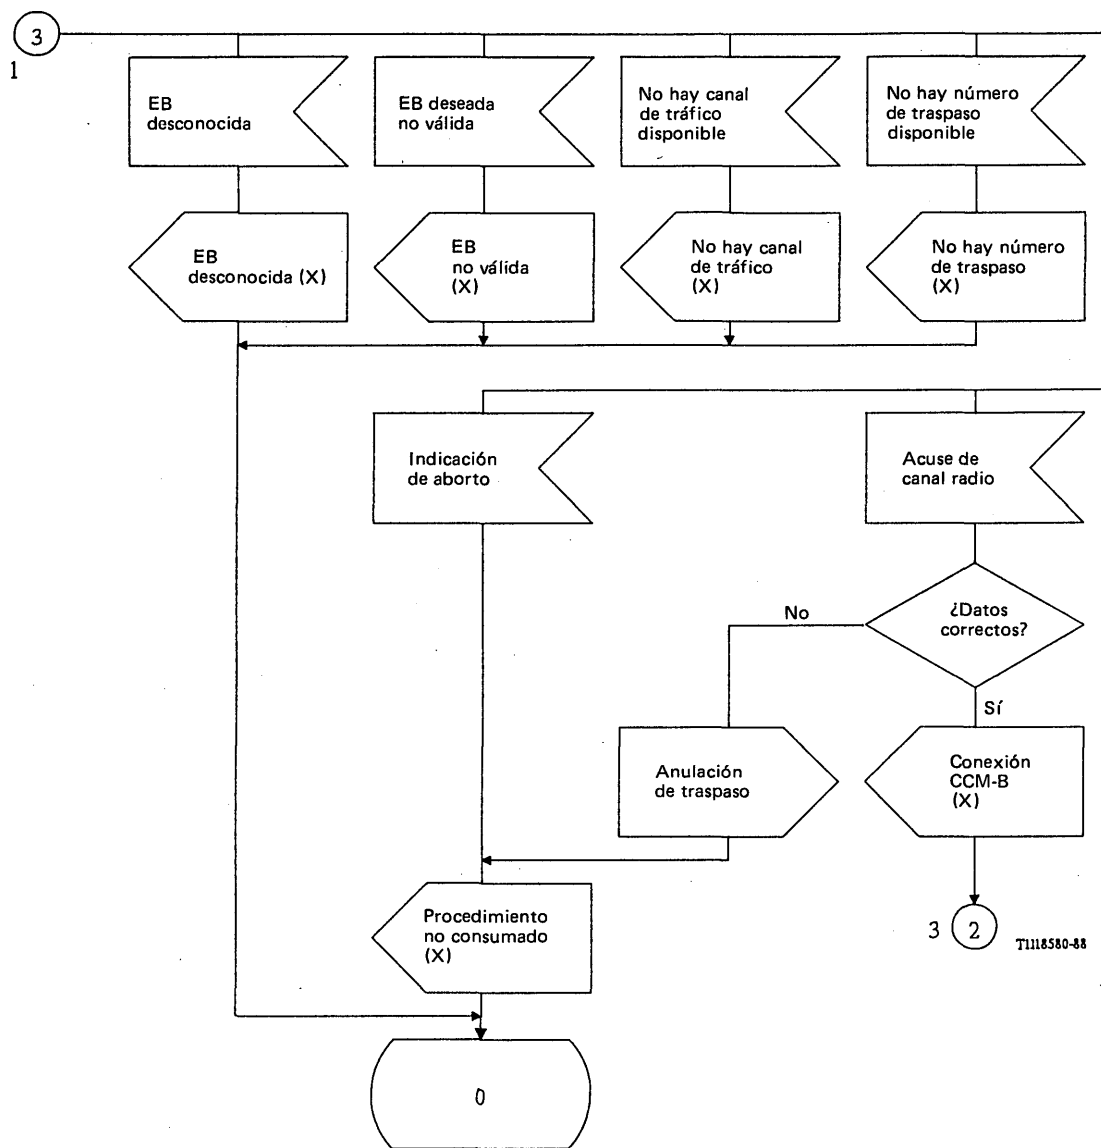 3
1
EB
desconocida
EB deseada
no válida
No hay canal
de tráfico
disponible
No hay número
de traspaso
disponible
EB
desconocida (X)
EB
no válida
(X)
No hay canal
de tráfico
(X)
No hay número
de traspaso
(X)
Indicación
de aborto
Acuse de
canal radio
¿Datos
correctos?
No
Sí
Anulación
de traspaso
Conexión
CCM-B
(X)
Procedimiento
no consumado
(X)
3
2
T1118580-88
0